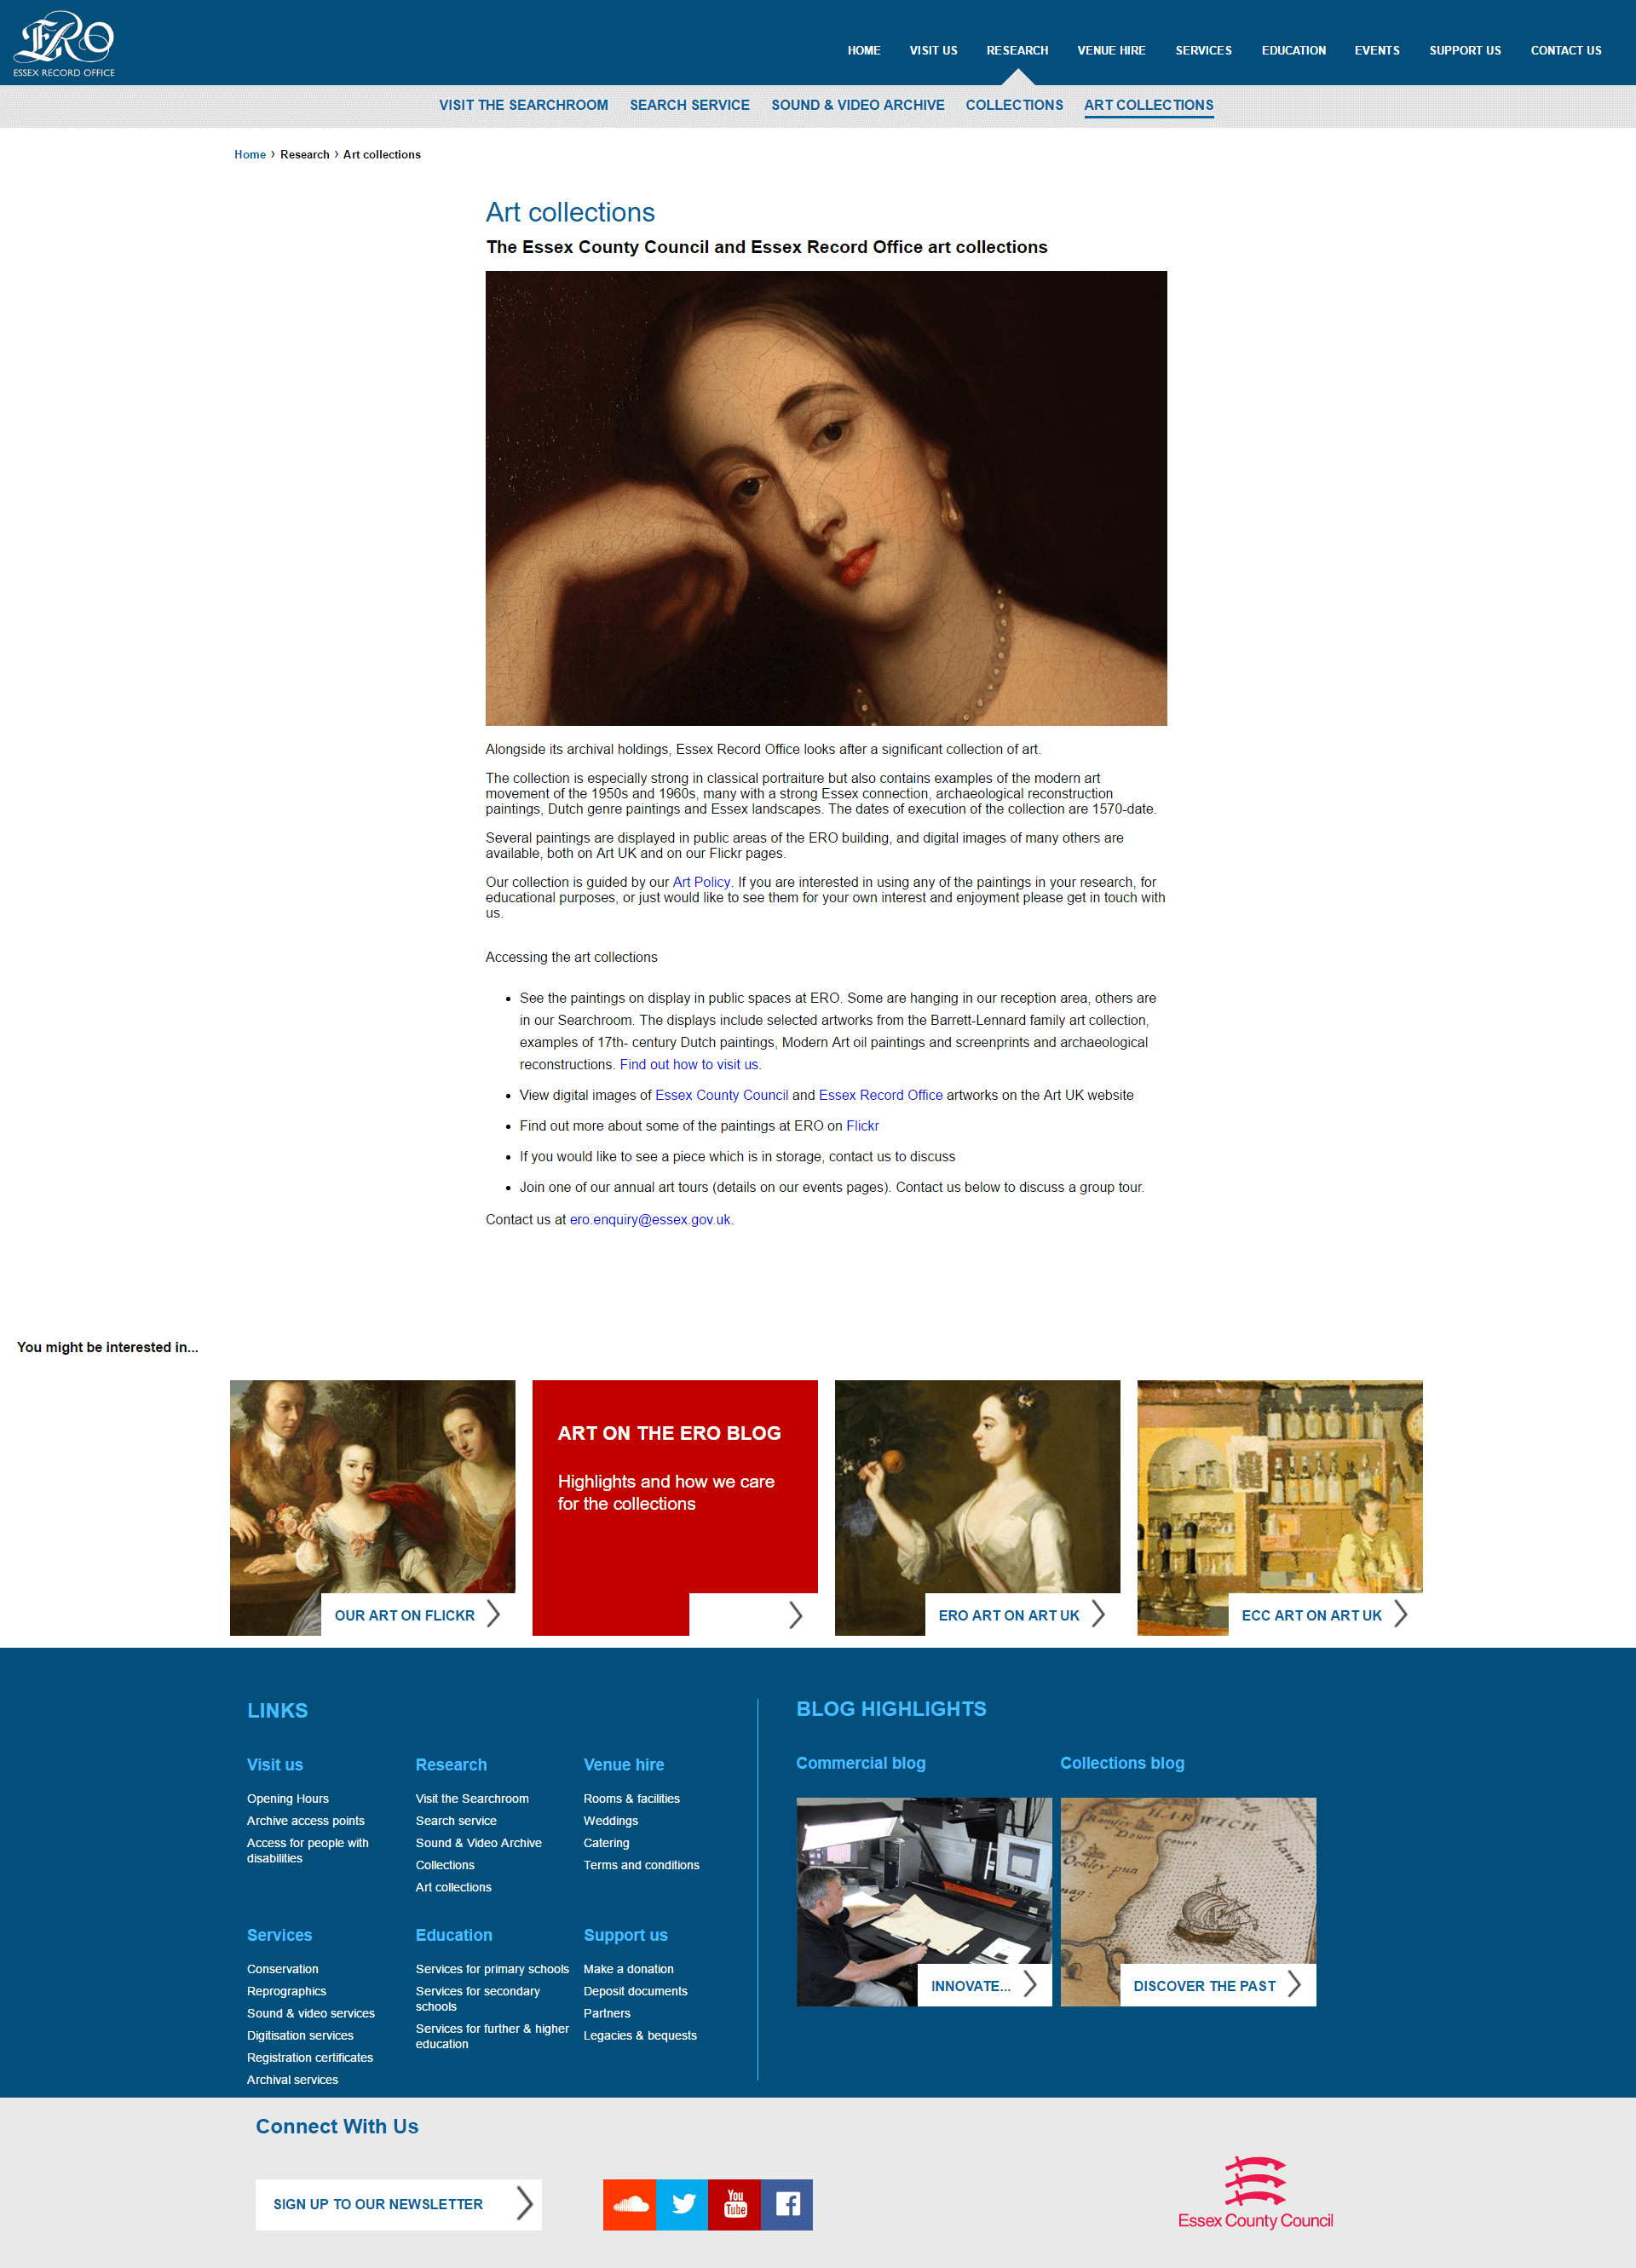 ERO
ESSEX RECORD OFFICE
HOME
VISIT US
RESEARCH
VENUE HIRE
SERVICES
EDUCATION
EVENTS
SUPPORT US
CONTACT US
VISIT THE SEARCHROOM
SEARCH SERVICE
SOUND & VIDEO ARCHIVE
COLLECTIONS
ART COLLECTIONS
Home › Research › Art collections
Art collections
The Essex County Council and Essex Record Office art collections
Alongside its archival holdings, Essex Record Office looks after a significant collection of art.
The collection is especially strong in classical portraiture but also contains examples of the modern art
movement of the 1950s and 1960s, many with a strong Essex connection, archaeological reconstruction
paintings, Dutch genre paintings and Essex landscapes. The dates of execution of the collection are 1570-date.
Several paintings are displayed in public areas of the ERO building, and digital images of many others are
available, both on Art UK and on our Flickr pages.
Our collection is guided by our Art Policy. If you are interested in using any of the paintings in your research, for
educational purposes, or just would like to see them for your own interest and enjoyment please get in touch with
us.
Accessing the art collections
• See the paintings on display in public spaces at ERO. Some are hanging in our reception area, others are
in our Searchroom. The displays include selected artworks from the Barrett-Lennard family art collection,
examples of 17th- century Dutch paintings, Modern Art oil paintings and screenprints and archaeological
reconstructions. Find out how to visit us.
• View digital images of Essex County Council and Essex Record Office artworks on the Art UK website
• Find out more about some of the paintings at ERO on Flickr
• If you would like to see a piece which is in storage, contact us to discuss
• Join one of our annual art tours (details on our events pages). Contact us below to discuss a group tour.
Contact us at ero.enquiry@essex.gov.uk.
You might be interested in...
OUR ART ON FLICKR
ART ON THE ERO BLOG
Highlights and how we care
for the collections
ERO ART ON ART UK
ECC ART ON ART UK
LINKS
Visit us
Opening Hours
Archive access points
Access for people with
disabilities
Research
Visit the Searchroom
Search service
Sound & Video Archive
Collections
Art collections
Venue hire
Rooms & facilities
Weddings
Catering
Terms and conditions
Services
Conservation
Reprographics
Sound & video services
Digitisation services
Registration certificates
Archival services
Education
Services for primary schools
Services for secondary
schools
Services for further & higher
education
Support us
Make a donation
Deposit documents
Partners
Legacies & bequests
BLOG HIGHLIGHTS
Commercial blog
INNOVATE...
Collections blog
HARWICH
Ramsey
Dover court
Ockley
haven
DISCOVER THE PAST
Connect With Us
SIGN UP TO OUR NEWSLETTER
You
Tube
Essex County Council